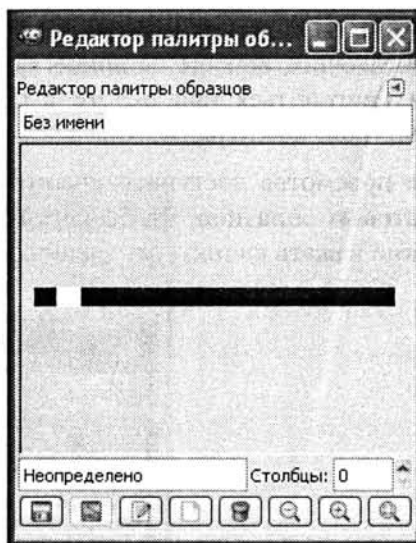 Редактор палитры об...
Редактор палитры образцов
Без имени
Неопределено
Столбцы: 0